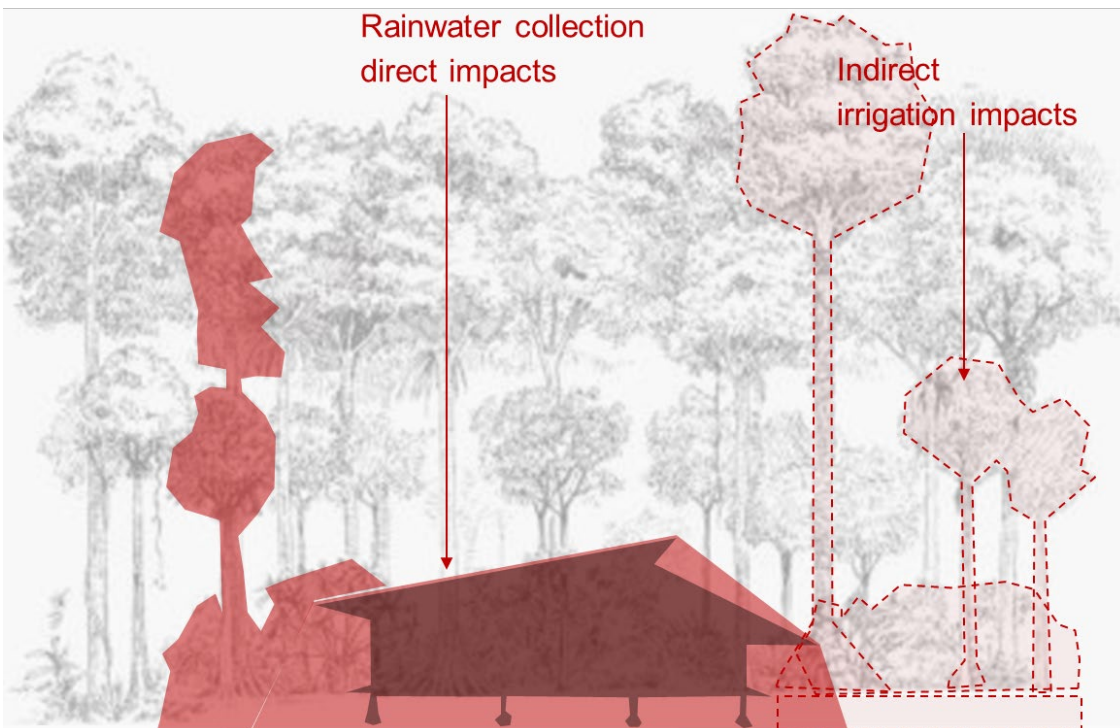 Rainwater collection
direct impacts
Indirect
irrigation impacts